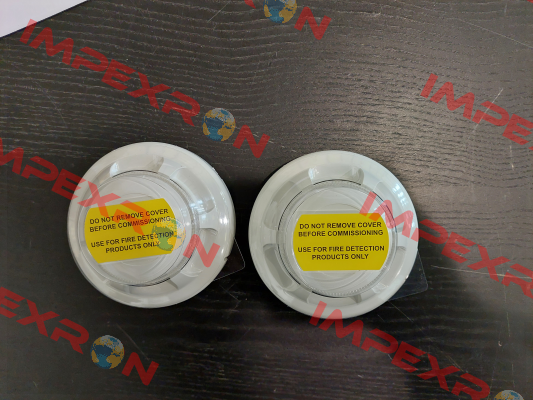 IMPEXRON
IMPEXRON
IMPEXRON
IMPEXRON
DO NOT REMOVE COVER
BEFORE COMMISSIONING
USE FOR FIRE DETECTION
PRODUCTS ONLY
DO NOT REMOVE COVER
BEFORE COMMISSIONING
USE FOR FIRE DETECTION
PRODUCTS ONLY
IMPEXRON
IMPEXRON
IMPEXRON